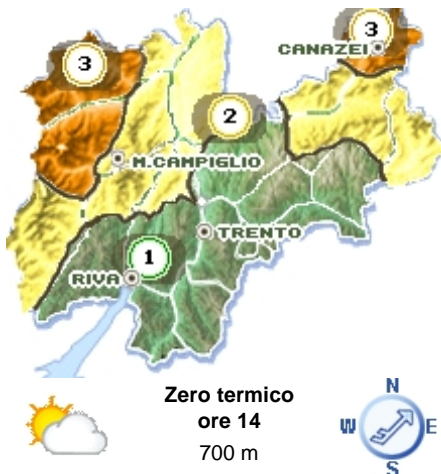 3
CANAZEI
3
2
M.CAMPIGLIO
TRENTO
1
RIVA
Zero termico
ore 14
700 m
N
W E
S